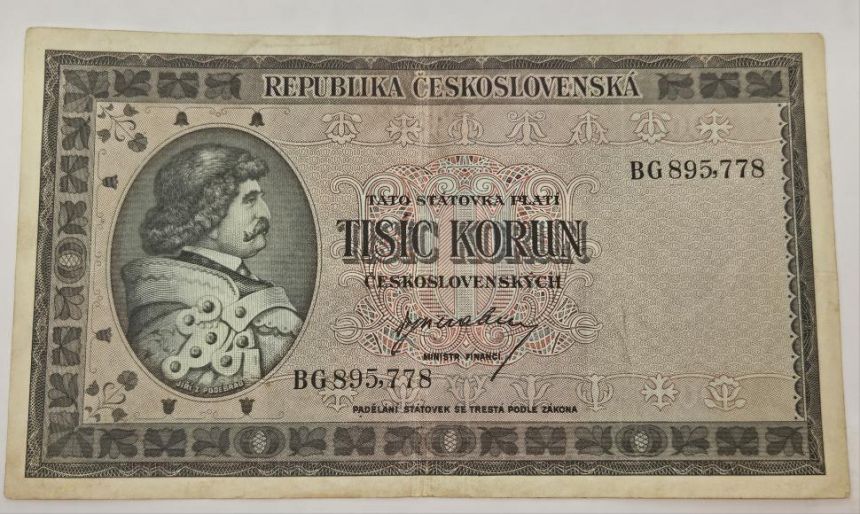 REPUBLIKA ČESKOSLOVENSKÁ
BG 895,778
TATO STÁTOVKA PLATÍ
TISÍC KORUN
ČESKOSLOVENSKÝCH
MINISTR FINANCÍ
JIŘÍ Z PODĚBRAD
BG 895,778
PADĚLÁNÍ STÁTOVEK SE TRESTÁ PODLE ZÁKONA